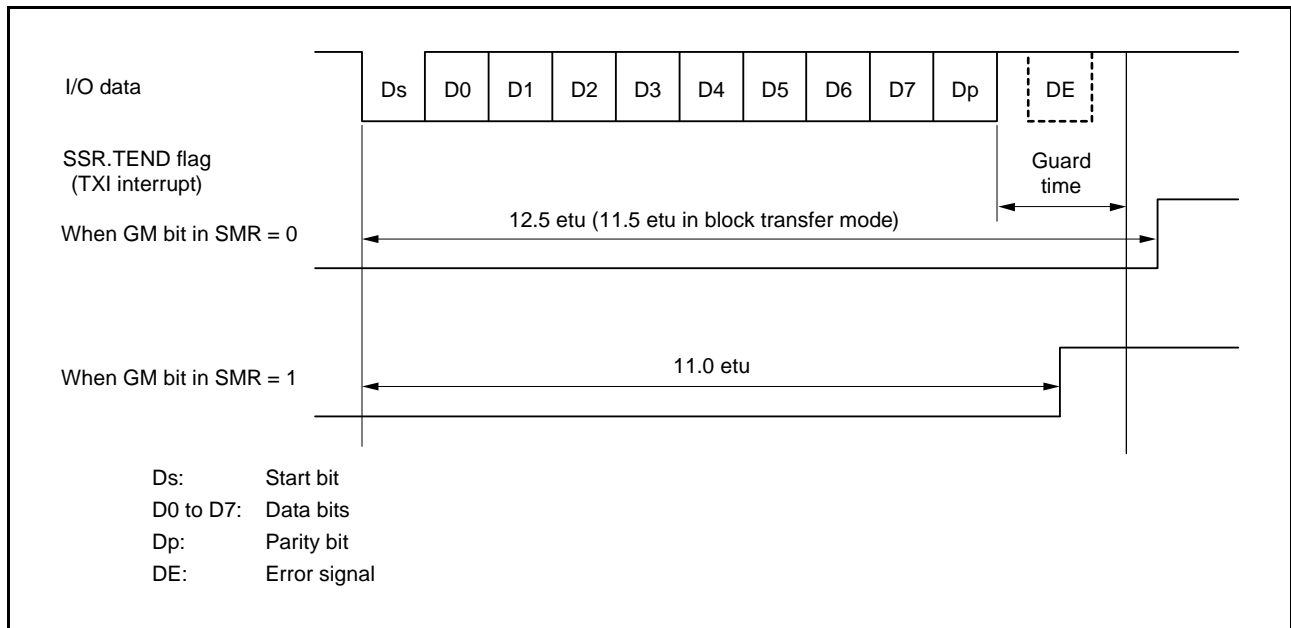 I/O data
Ds D0 D1 D2 D3 D4 D5 D6 D7 Dp DE
SSR.TEND flag
(TXI interrupt)
Guard
time
When GM bit in SMR = 0
12.5 etu (11.5 etu in block transfer mode)
When GM bit in SMR = 1
11.0 etu
Ds: Start bit
D0 to D7: Data bits
Dp: Parity bit
DE: Error signal